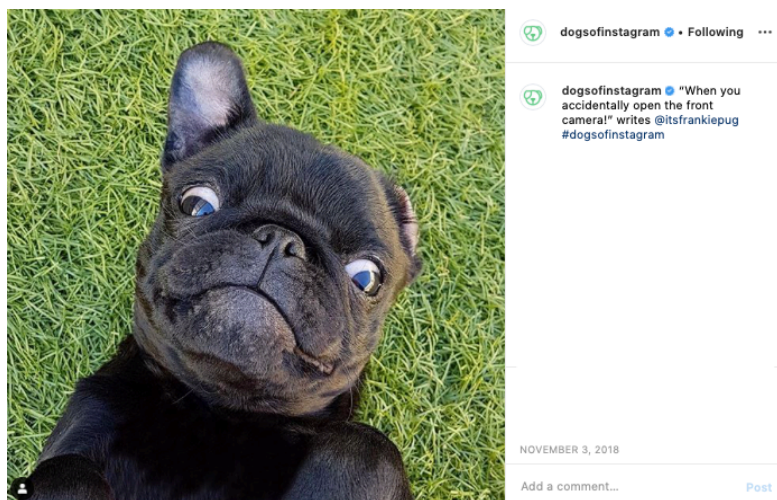 dogsofinstagram • Following
dogsofinstagram “When you
accidentally open the front
camera!” writes @itsfrankiepug
#dogsofinstagram
NOVEMBER 3, 2018
Add a comment...
Post